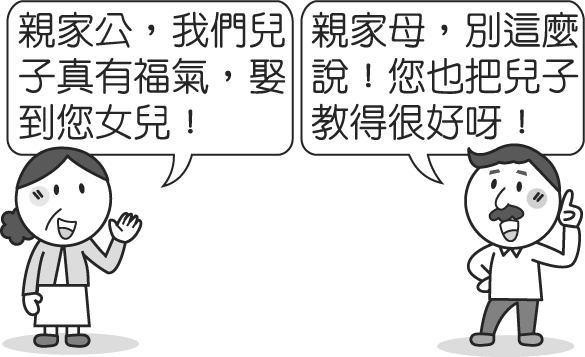 親家公，我們兒
子真有福氣，娶
到您女兒！
親家母，別這麼
說！您也把兒子
教得很好呀！